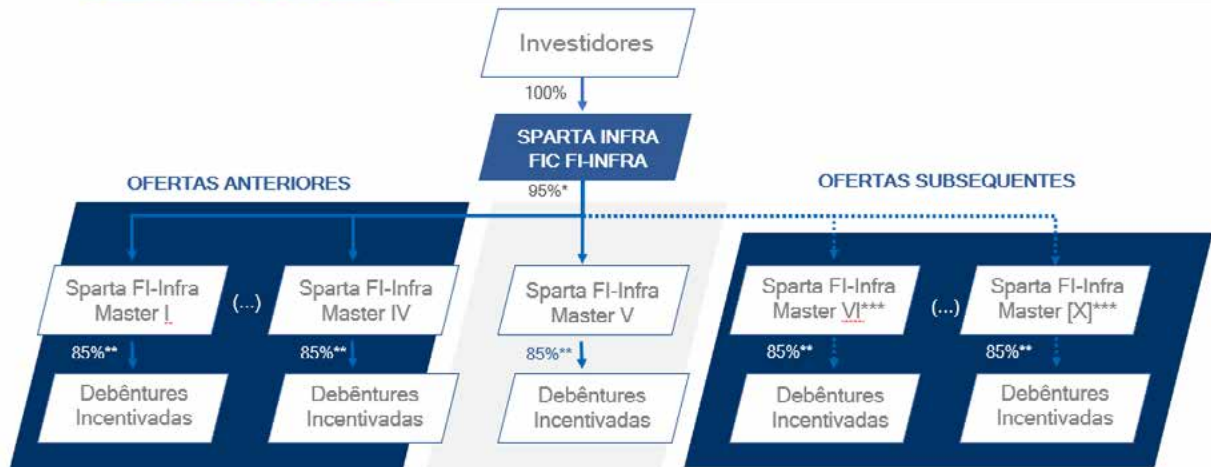 Investidores
100%
SPARTA INFRA
FIC FI-INFRA
OFERTAS ANTERIORES
95%*
OFERTAS SUBSEQUENTES
Sparta FI-Infra
Master I
(...)
Sparta FI-Infra
Master IV
Sparta FI-Infra
Master V
Sparta FI-Infra
Master VI***
(...)
Sparta FI-Infra
Master [X]***
85%**
85%**
85%**
85%**
85%**
Debêntures
Incentivadas
Debêntures
Incentivadas
Debêntures
Incentivadas
Debêntures
Incentivadas
Debêntures
Incentivadas